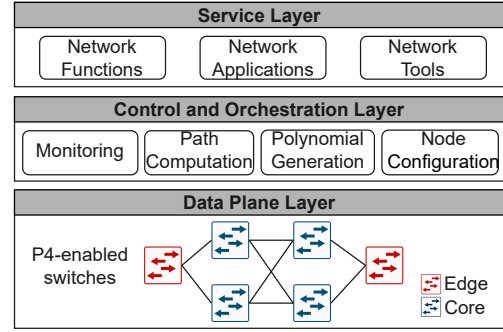 Service Layer
Network
Functions
Network
Applications
Network
Tools
Control and Orchestration Layer
Monitoring
Path
Computation
Polynomial
Generation
Node
Configuration
Data Plane Layer
P4-enabled
switches
Edge
Core